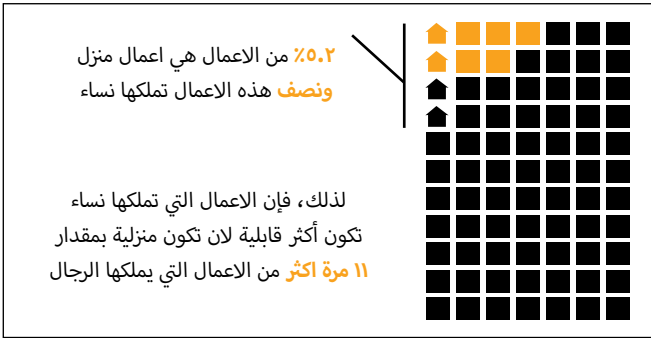 ٥.٢٪ من الاعمال هي اعمال منزل
ونصف هذه الاعمال تملكها نساء
لذلك، فإن الاعمال التي تملكها نساء
تكون أكثر قابلية لان تكون منزلية بمقدار
١١ مرة اكثر من الاعمال التي يملكها الرجال